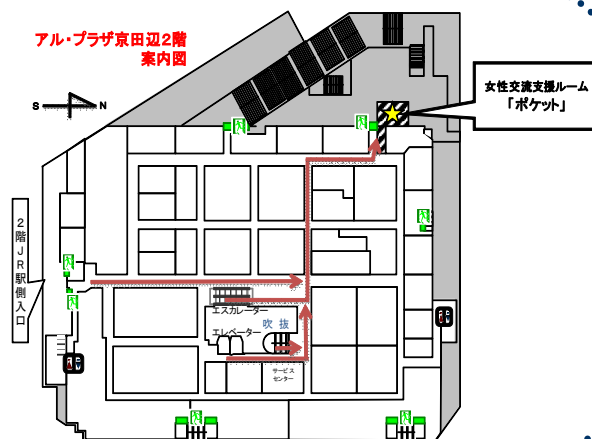 アル・プラザ京田辺2階
案内図
S N
女性交流支援ルーム
「ポケット」
2階JR駅側入口
エスカレーター
エレベーター
吹抜
サービス
センター